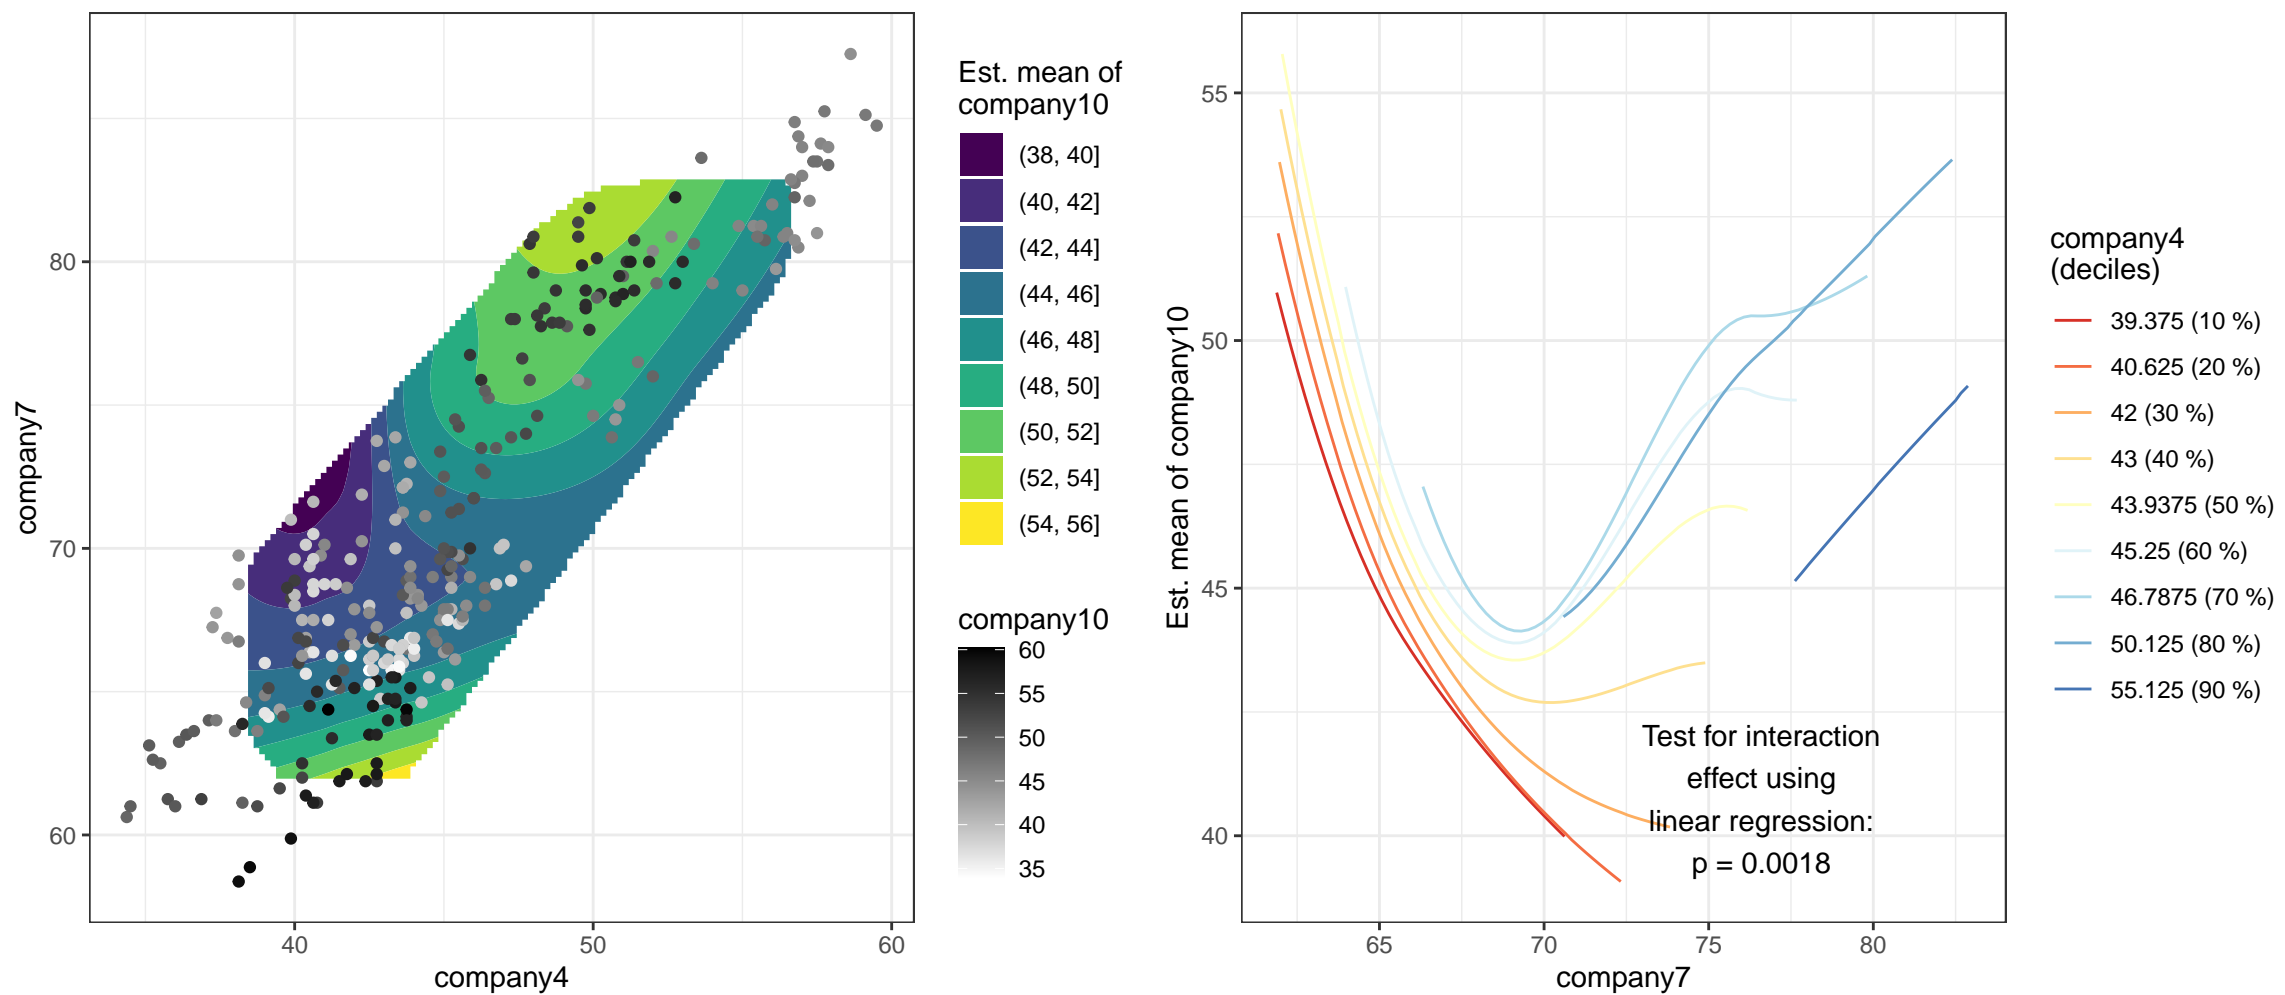 80
70
60
company7
40
50
60
company4
Est. mean of
company10
(38, 40]
(40, 42]
(42, 44]
(44, 46]
(46, 48]
(48, 50]
(50, 52]
(52, 54]
(54, 56]
company10
60
55
50
45
40
35
55
50
45
40
Est. mean of company10
Test for interaction
effect using
linear regression:
p = 0.0018
65
70
75
80
company7
company4
(deciles)
39.375 (10 %)
40.625 (20 %)
42 (30 %)
43 (40 %)
43.9375 (50 %)
45.25 (60 %)
46.7875 (70 %)
50.125 (80 %)
55.125 (90 %)